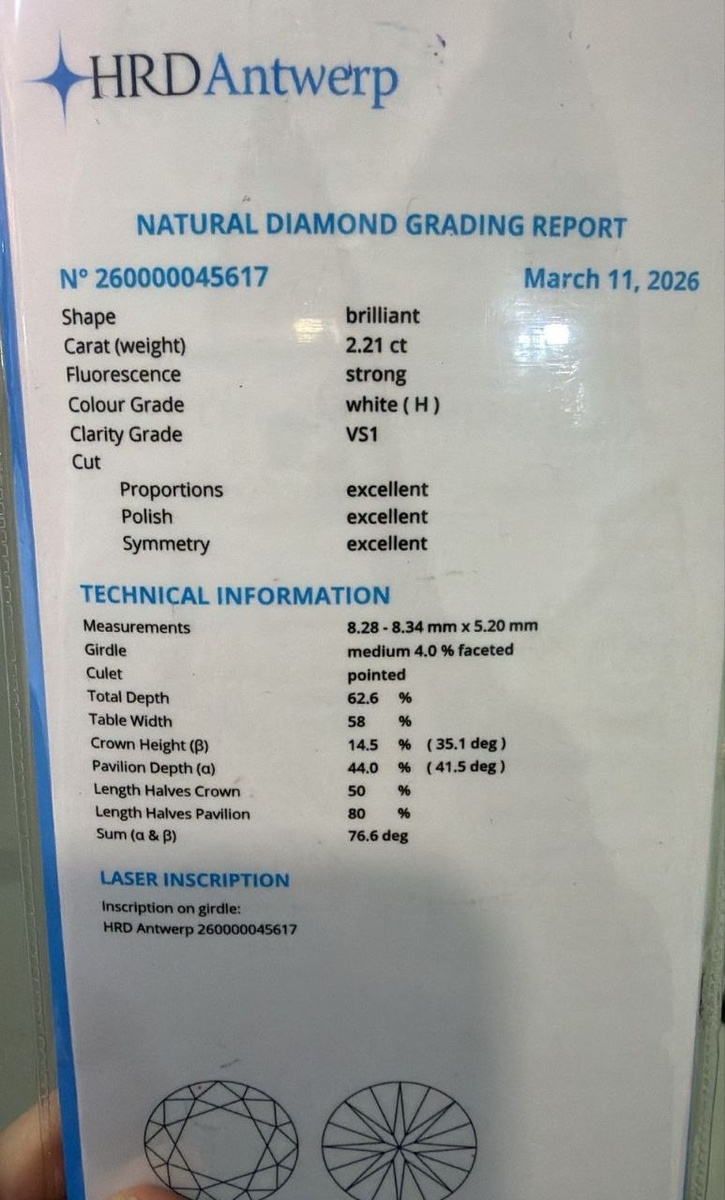 HRD Antwerp
NATURAL DIAMOND GRADING REPORT
N° 260000045617 March 11, 2026
Shape brilliant
Carat (weight) 2.21 ct
Fluorescence strong
Colour Grade white ( H )
Clarity Grade VS1
Cut
Proportions excellent
Polish excellent
Symmetry excellent
TECHNICAL INFORMATION
Measurements 8.28 - 8.34 mm x 5.20 mm
Girdle medium 4.0 % faceted
Culet pointed
Total Depth 62.6 %
Table Width 58 %
Crown Height (β) 14.5 % ( 35.1 deg )
Pavilion Depth (α) 44.0 % ( 41.5 deg )
Length Halves Crown 50 %
Length Halves Pavilion 80 %
Sum (α & β) 76.6 deg
LASER INSCRIPTION
Inscription on girdle:
HRD Antwerp 260000045617